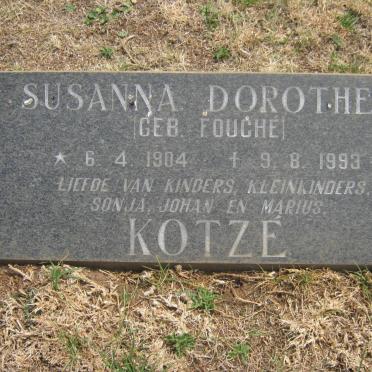 SUSANNA DOROTHE
(GEB. FOUCHÉ)
★ 6. 4. 1904 ✝ 9. 8. 1993
LIEFDE VAN KINDERS, KLEINKINDERS,
SONJA, JOHAN EN MARIUS.
KOTZÉ